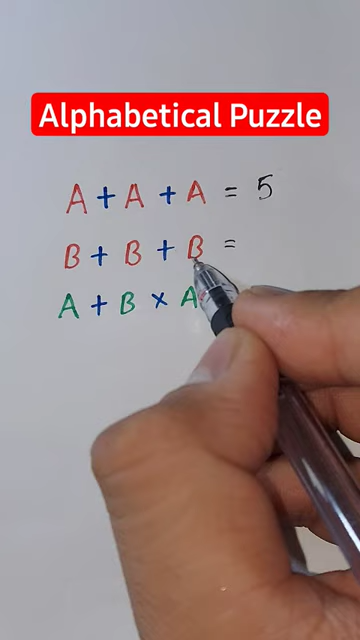 Alphabetical Puzzle
A + A + A = 5
B + B + B =
A + B × A